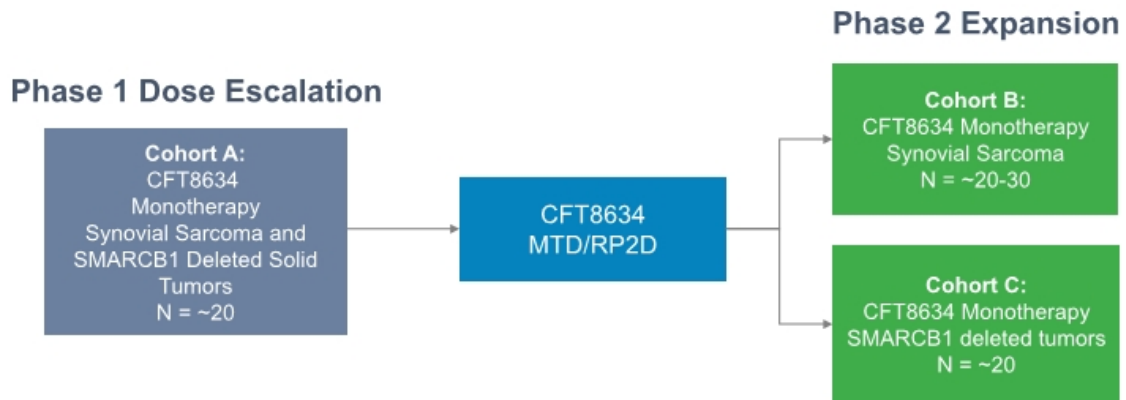 Phase 2 Expansion
Phase 1 Dose Escalation
Cohort A:
CFT8634
Monotherapy
Synovial Sarcoma and
SMARCB1 Deleted Solid
Tumors
N = ~20
CFT8634
MTD/RP2D
Cohort B:
CFT8634 Monotherapy
Synovial Sarcoma
N = ~20-30
Cohort C:
CFT8634 Monotherapy
SMARCB1 deleted tumors
N = ~20